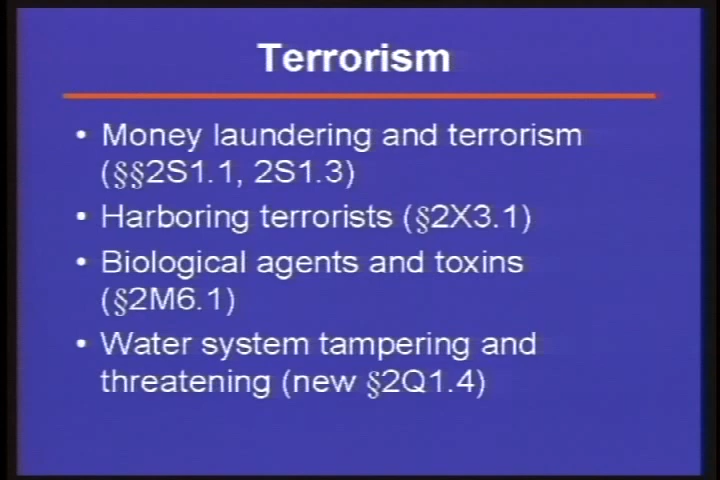 Terrorism
• Money laundering and terrorism
(§§2S1.1, 2S1.3)
• Harboring terrorists (§2X3.1)
• Biological agents and toxins
(§2M6.1)
• Water system tampering and
threatening (new §2Q1.4)